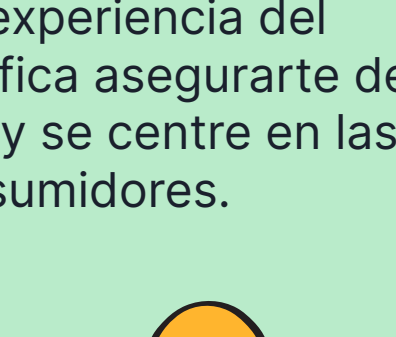 experiencia del
fica asegurarte de
y se centre en las
sumidores.